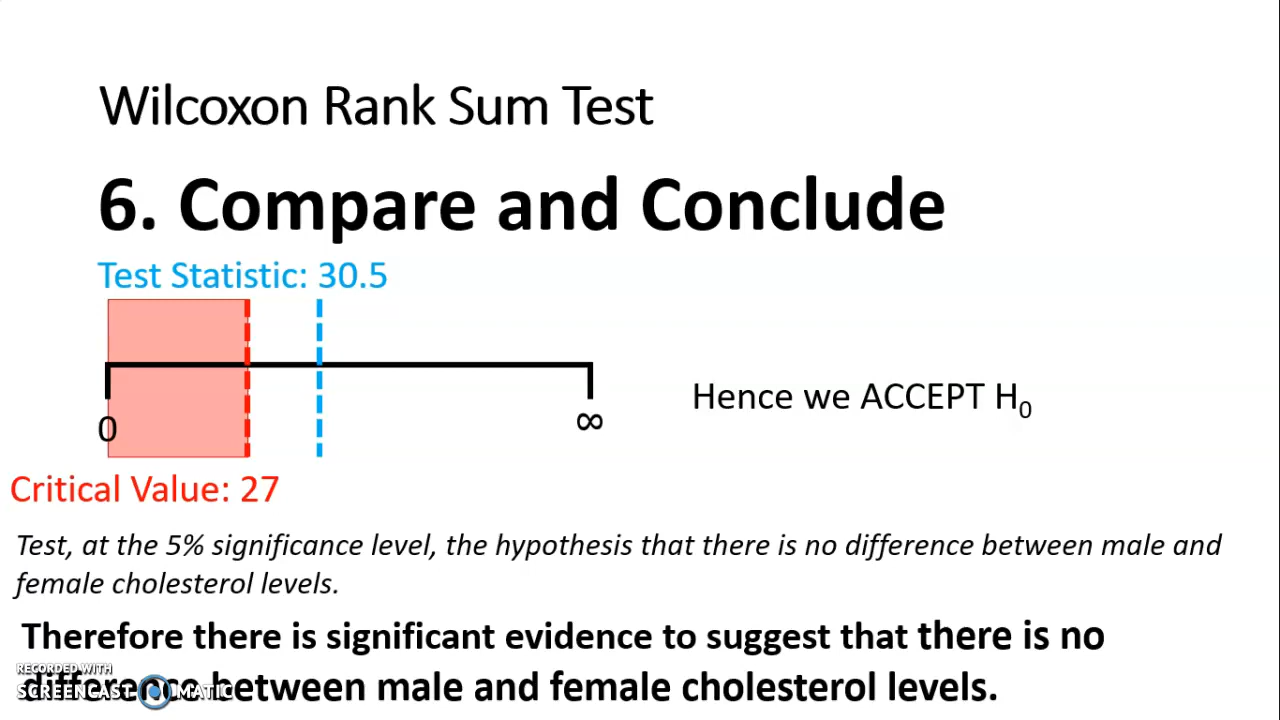 Wilcoxon Rank Sum Test
6. Compare and Conclude
Test Statistic: 30.5
0
∞
Hence we ACCEPT H₀
Critical Value: 27
Test, at the 5% significance level, the hypothesis that there is no difference between male and
female cholesterol levels.
Therefore there is significant evidence to suggest that there is no
difference between male and female cholesterol levels.
RECORDED WITH
SCREENCAST MATIC